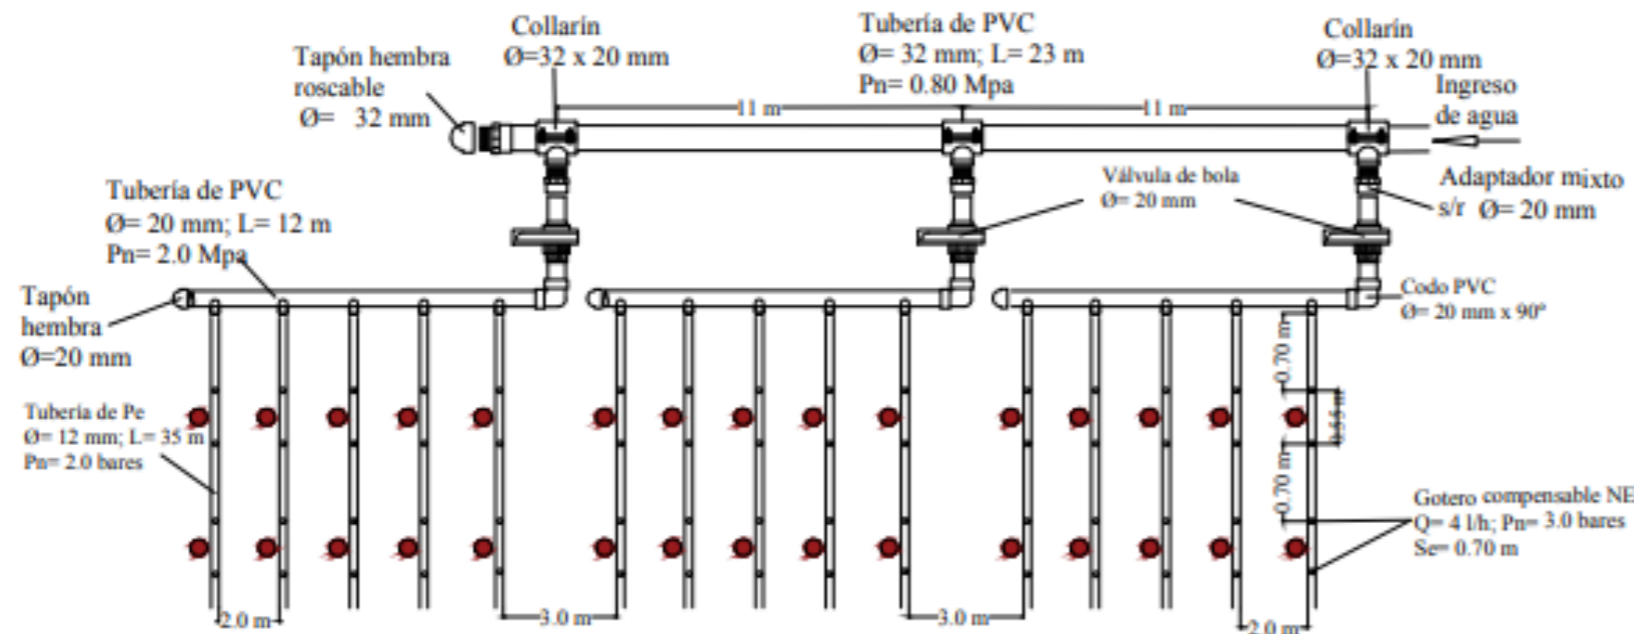 Collarín
Ø=32 x 20 mm
Tubería de PVC
Ø= 32 mm; L= 23 m
Pn= 0.80 Mpa
Collarín
Ø=32 x 20 mm
Tapón hembra
roscable
Ø= 32 mm
11 m
11 m
Ingreso
de agua
Tubería de PVC
Ø= 20 mm; L= 12 m
Pn= 2.0 Mpa
Válvula de bola
Ø= 20 mm
Adaptador mixto
s/r Ø= 20 mm
Tapón
hembra
Ø=20 mm
Codo PVC
Ø= 20 mm x 90º
0.70 m
0.55 m
0.70 m
Tubería de Pe
Ø= 12 mm; L= 35 m
Pn= 2.0 bares
Gotero compensable NE
Q= 4 l/h; Pn= 3.0 bares
Se= 0.70 m
2.0 m
3.0 m
3.0 m
2.0 m